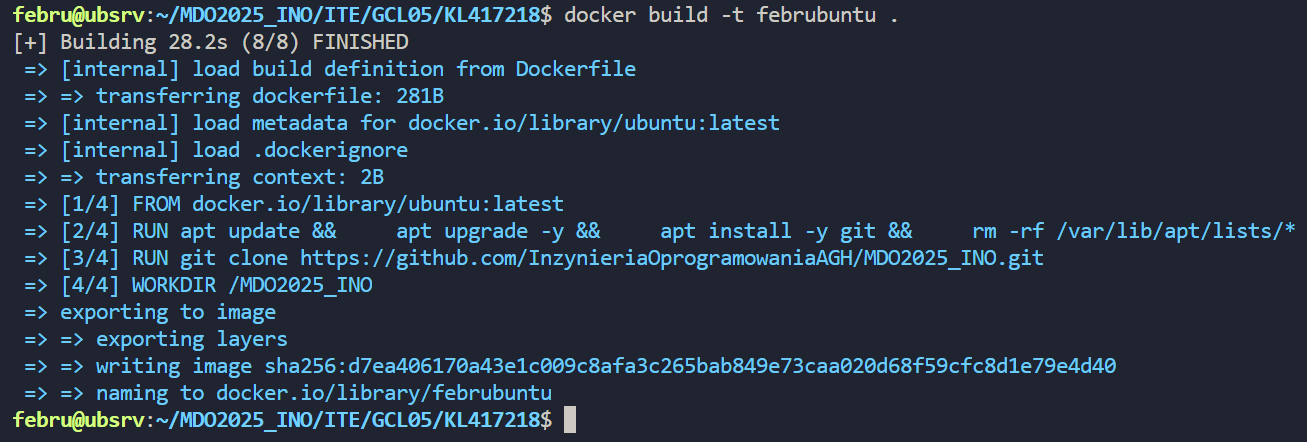 febru@ubsrv:~/MDO2025_INO/ITE/GCL05/KL417218$ docker build -t februbuntu .
[+] Building 28.2s (8/8) FINISHED
 => [internal] load build definition from Dockerfile
 => => transferring dockerfile: 281B
 => [internal] load metadata for docker.io/library/ubuntu:latest
 => [internal] load .dockerignore
 => => transferring context: 2B
 => [1/4] FROM docker.io/library/ubuntu:latest
 => [2/4] RUN apt update &&     apt upgrade -y &&     apt install -y git &&     rm -rf /var/lib/apt/lists/*
 => [3/4] RUN git clone https://github.com/InzynieriaOprogramowaniaAGH/MDO2025_INO.git
 => [4/4] WORKDIR /MDO2025_INO
 => exporting to image
 => => exporting layers
 => => writing image sha256:d7ea406170a43e1c009c8afa3c265bab849e73caa020d68f59cfc8d1e79e4d40
 => => naming to docker.io/library/februbuntu
febru@ubsrv:~/MDO2025_INO/ITE/GCL05/KL417218$